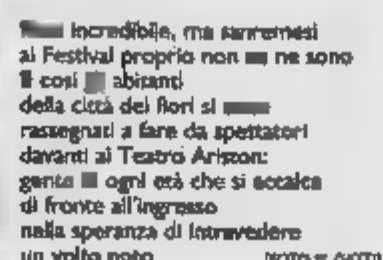 incredibile, ma sanremesi
al Festival proprio non ne sono
così abitanti
della città dei fiori si
rassegnati a fare da spettatori
davanti al Teatro Ariston:
gente ogni età che si accalca
di fronte all'ingresso
nella speranza di intravedere
un volto noto